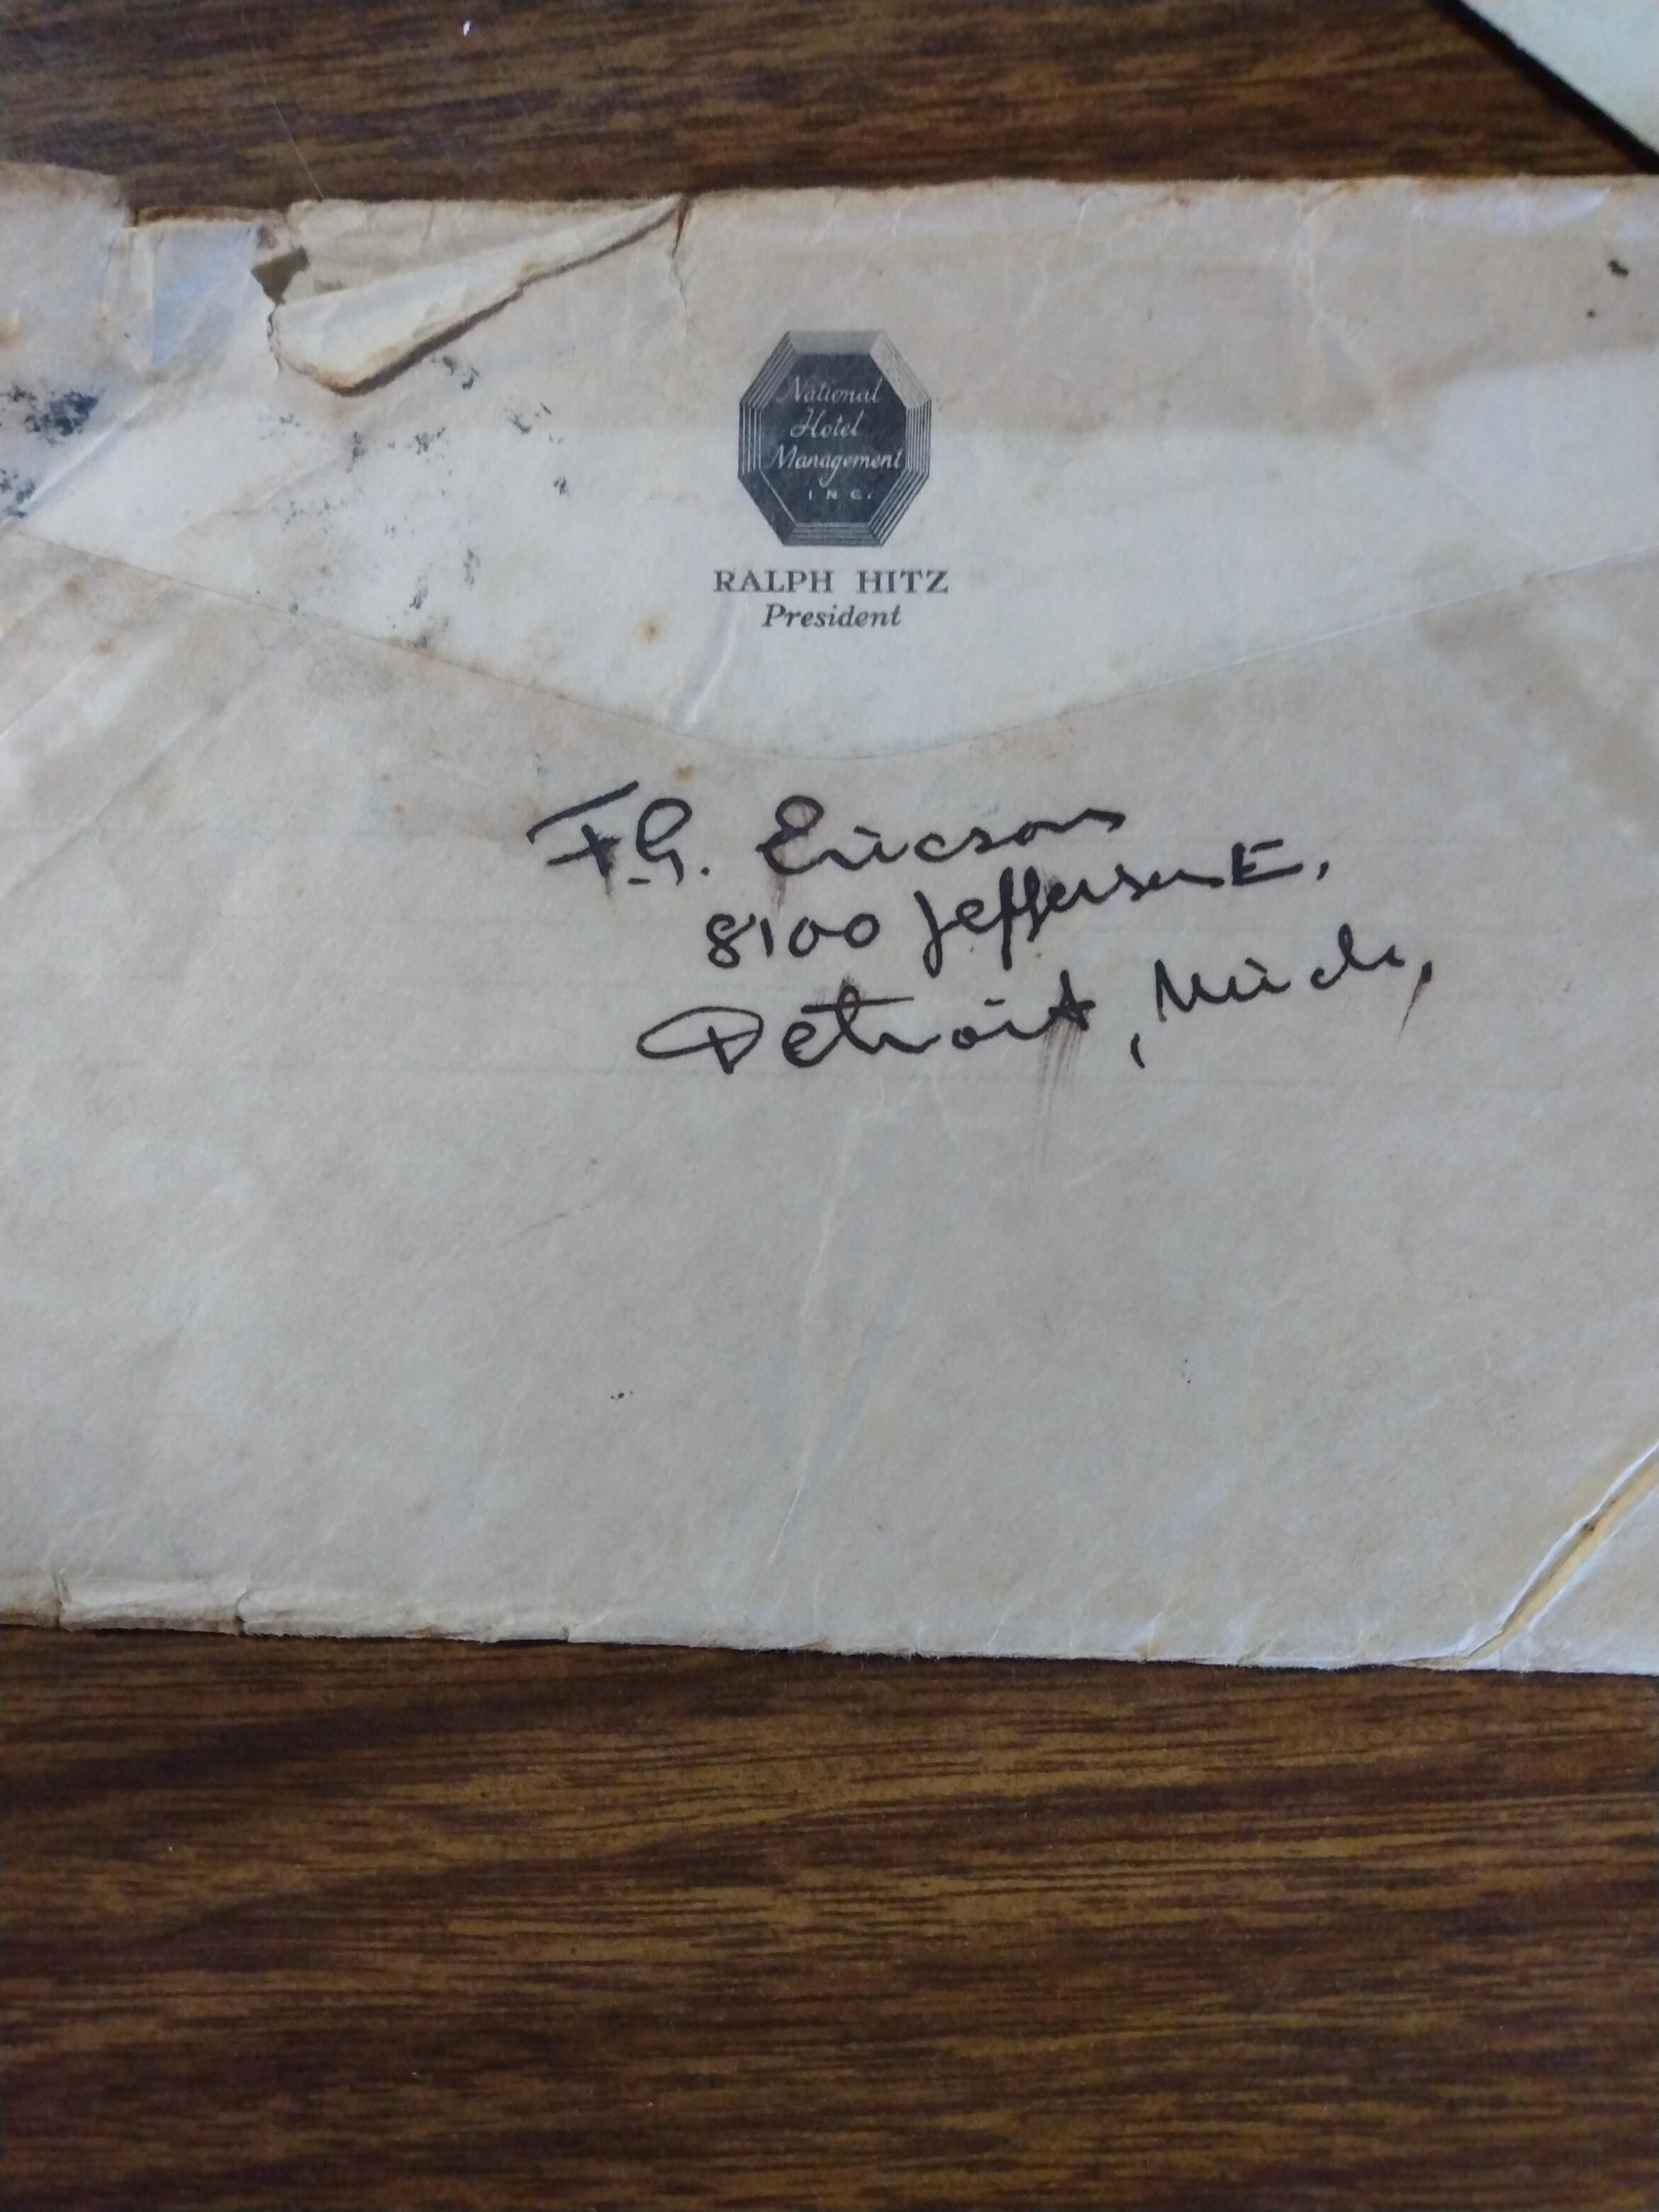 National
Hotel
Management
INC.
RALPH HITZ
President
F.G. Ericson
8100 Jefferson E.
Detroit, Mich,